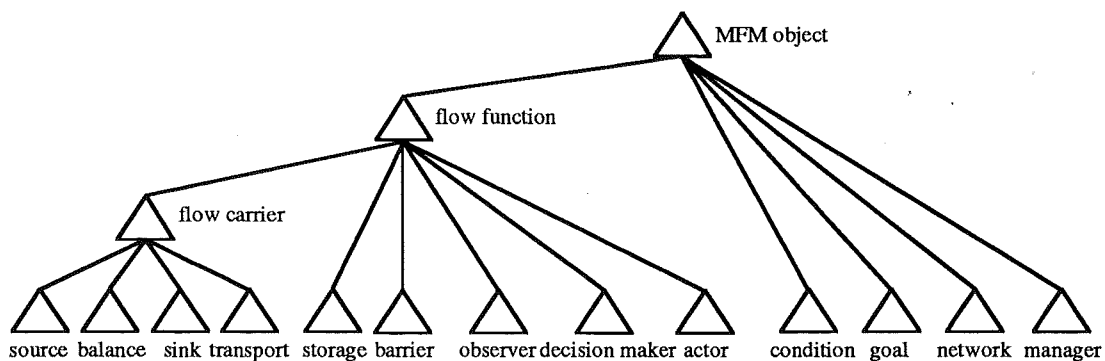 MFM object
flow function
flow carrier
source balance sink transport storage barrier observer decision maker actor condition goal network manager